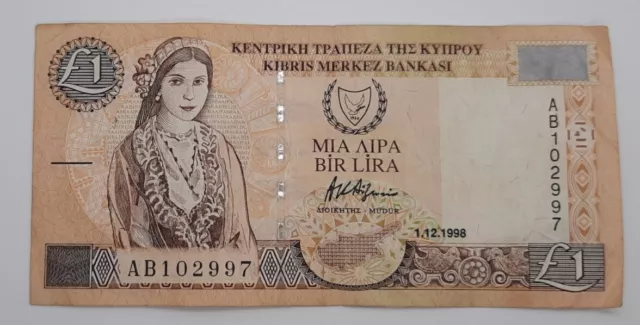 £1
ΚΕΝΤΡΙΚΗ ΤΡΑΠΕΖΑ ΤΗΣ ΚΥΠΡΟΥ
KIBRIS MERKEZ BANKASI
ΜΙΑ ΛΙΡΑ
BİR LİRA
ΔΙΟΙΚΗΤΗΣ - MÜDÜR
1.12.1998
AB102997
AB102997
£1